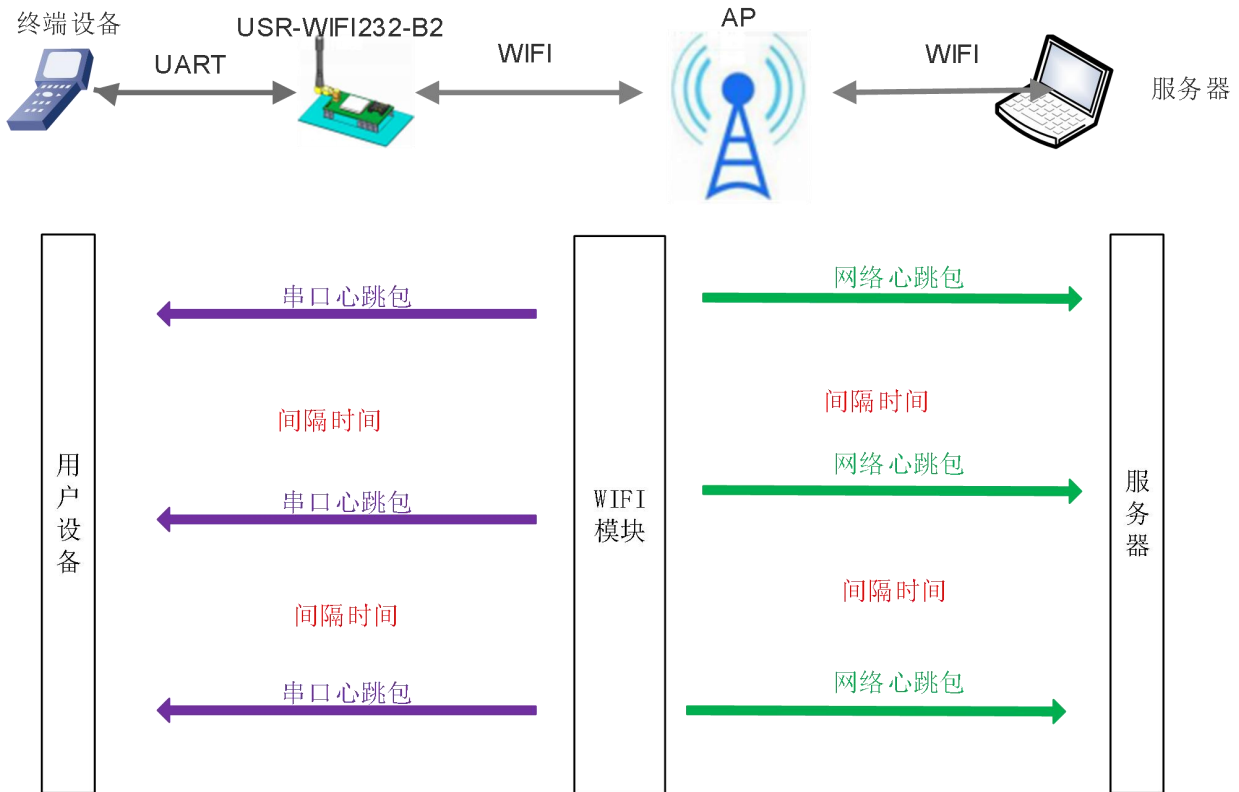 终端设备
USR-WIFI232-B2
AP
UART
WIFI
WIFI
服务器
串口心跳包
网络心跳包
间隔时间
间隔时间
串口心跳包
网络心跳包
用户设备
WIFI
模块
服务器
间隔时间
间隔时间
串口心跳包
网络心跳包